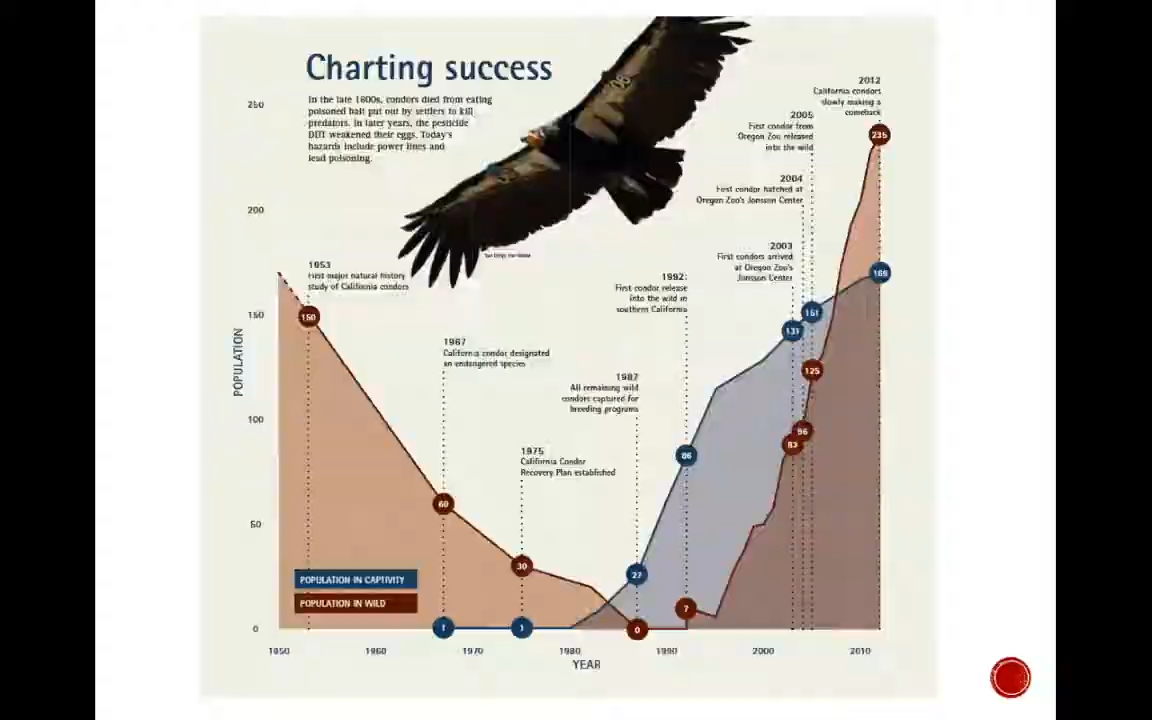 Charting success
In the late 1800s, condors died from eating
poisoned bait put out by settlers to kill
predators. In later years, the pesticide
DDT weakened their eggs. Today's
hazards include power lines and
lead poisoning.
2012
California condors
slowly making a
comeback
2005
First condor from
Oregon Zoo released
into the wild
2004
First condor hatched at
Oregon Zoo's Jonsson Center
2003
First condors arrived
at Oregon Zoo's
Jonsson Center
1992:
First condor release
into the wild in
southern California
1953
First major natural history
study of California condors
1967
California condor designated
an endangered species
1987
All remaining wild
condors captured for
breeding programs
1975
California Condor
Recovery Plan established
250
200
150
100
50
0
POPULATION
235
169
150
151
131
125
96
86
60
30
27
7
1
1
0
POPULATION IN CAPTIVITY
POPULATION IN WILD
1950
1960
1970
1980
1990
2000
2010
YEAR